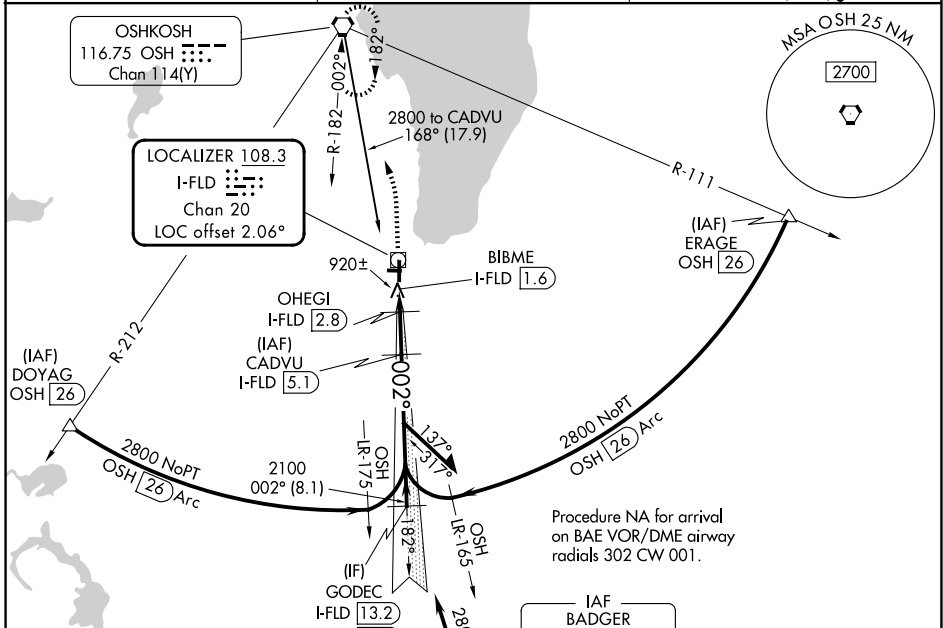 OSHKOSH
116.75 OSH
Chan 114(Y)
002°
182°
R-182
2800 to CADVU
168° (17.9)
MSA OSH 25 NM
2700
LOCALIZER 108.3
I-FLD
Chan 20
LOC offset 2.06°
R-111
(IAF)
ERAGE
OSH 26
920±
BIBME
I-FLD 1.6
OHEGI
I-FLD 2.8
(IAF)
CADVU
I-FLD 5.1
R-212
(IAF)
DOYAG
OSH 26
002°
2800 NoPT
OSH 26 Arc
2800 NoPT
OSH 26 Arc
137°
317°
OSH
LR-175
2100
002° (8.1)
182°
OSH
LR-165
Procedure NA for arrival
on BAE VOR/DME airway
radials 302 CW 001.
(IF)
GODEC
I-FLD 13.2
IAF
BADGER